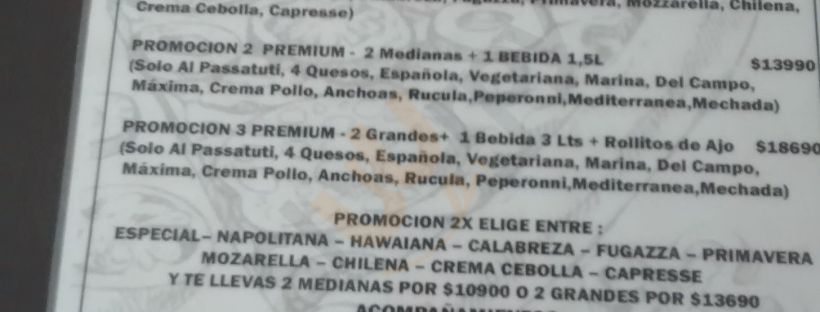 Mozzarella, Chilena,
Crema Cebolla, Capresse)
PROMOCION 2 PREMIUM - 2 Medianas + 1 BEBIDA 1,5L $13990
(Solo Al Passatuti, 4 Quesos, Española, Vegetariana, Marina, Del Campo,
Máxima, Crema Pollo, Anchoas, Rucula,Peperonni,Mediterranea,Mechada)
PROMOCION 3 PREMIUM - 2 Grandes+ 1 Bebida 3 Lts + Rollitos de Ajo $18690
(Solo Al Passatuti, 4 Quesos, Española, Vegetariana, Marina, Del Campo,
Máxima, Crema Pollo, Anchoas, Rucula, Peperonni,Mediterranea,Mechada)
PROMOCION 2X ELIGE ENTRE :
ESPECIAL– NAPOLITANA – HAWAIANA – CALABREZA – FUGAZZA – PRIMAVERA
MOZARELLA – CHILENA – CREMA CEBOLLA – CAPRESSE
Y TE LLEVAS 2 MEDIANAS POR $10900 O 2 GRANDES POR $13690